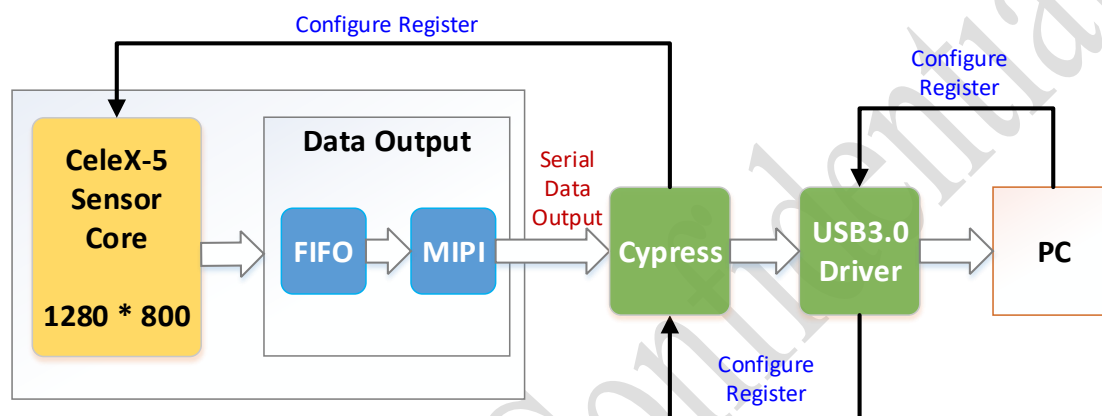 Configure Register
Configure
Register
CeleX-5
Sensor
Core
1280 * 800
Data Output
FIFO
MIPI
Serial
Data
Output
Cypress
USB3.0
Driver
PC
Configure
Register
Confidential